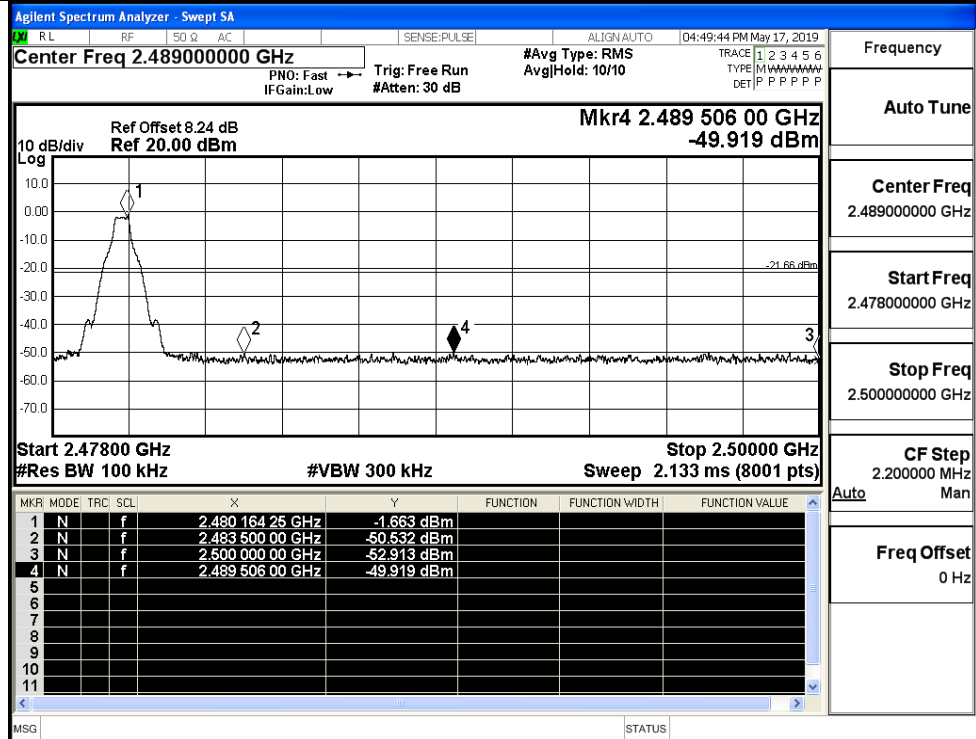 Agilent Spectrum Analyzer - Swept SA
LXI RL RF 50 Ω AC SENSE:PULSE ALIGN AUTO 04:49:44 PM May 17, 2019
Center Freq 2.489000000 GHz
PNO: Fast
IFGain:Low
Trig: Free Run
#Atten: 30 dB
#Avg Type: RMS
Avg|Hold: 10/10
TRACE 1 2 3 4 5 6
TYPE M WWWWW
DET P P P P P P
Ref Offset 8.24 dB
10 dB/div Ref 20.00 dBm
Log
Mkr4 2.489 506 00 GHz
-49.919 dBm
10.0
0.00
-10.0
-20.0
-30.0
-40.0
-50.0
-60.0
-70.0
1
2
4
3
-21.66 dBm
Start 2.47800 GHz Stop 2.50000 GHz
#Res BW 100 kHz #VBW 300 kHz Sweep 2.133 ms (8001 pts)
MKR MODE TRC SCL X Y FUNCTION FUNCTION WIDTH FUNCTION VALUE
1 N f 2.480 164 25 GHz -1.663 dBm
2 N f 2.483 500 00 GHz -50.532 dBm
3 N f 2.500 000 00 GHz -52.913 dBm
4 N f 2.489 506 00 GHz -49.919 dBm
5
6
7
8
9
10
11
MSG STATUS
Frequency
Auto Tune
Center Freq
2.489000000 GHz
Start Freq
2.478000000 GHz
Stop Freq
2.500000000 GHz
CF Step
2.200000 MHz
Auto Man
Freq Offset
0 Hz